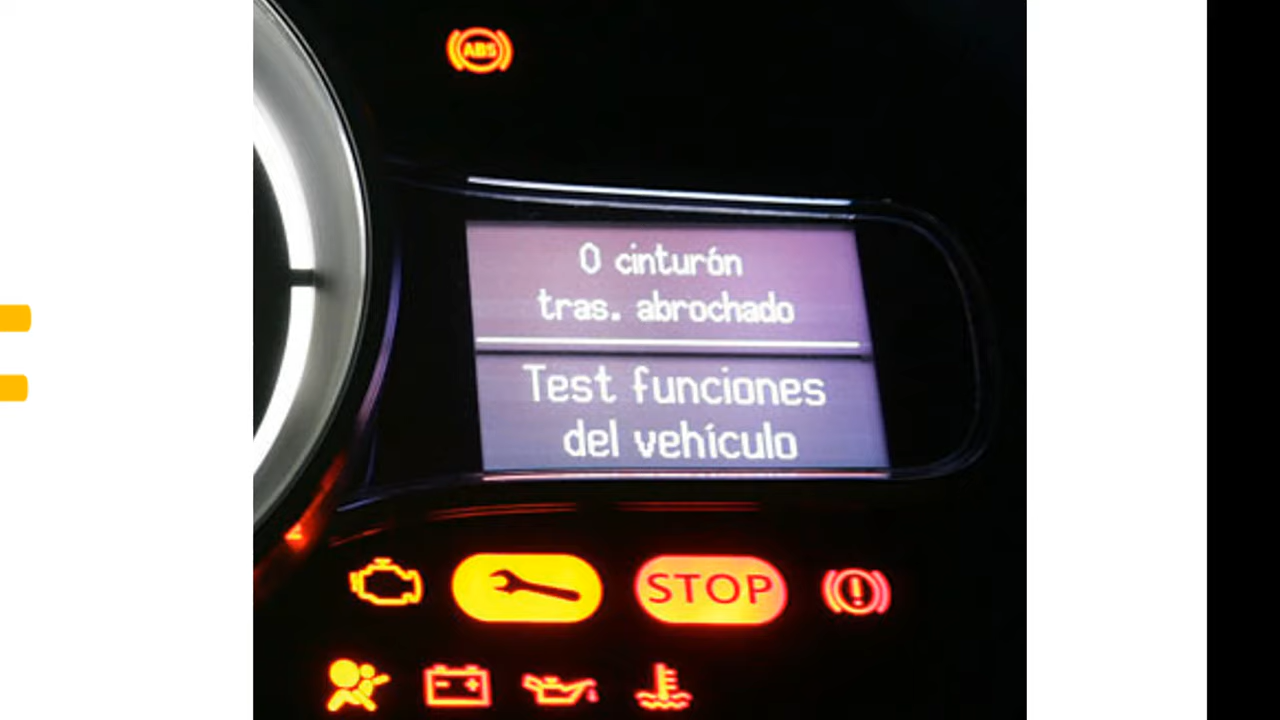 ABS
0 cinturón
tras. abrochado
Test funciones
del vehículo
STOP